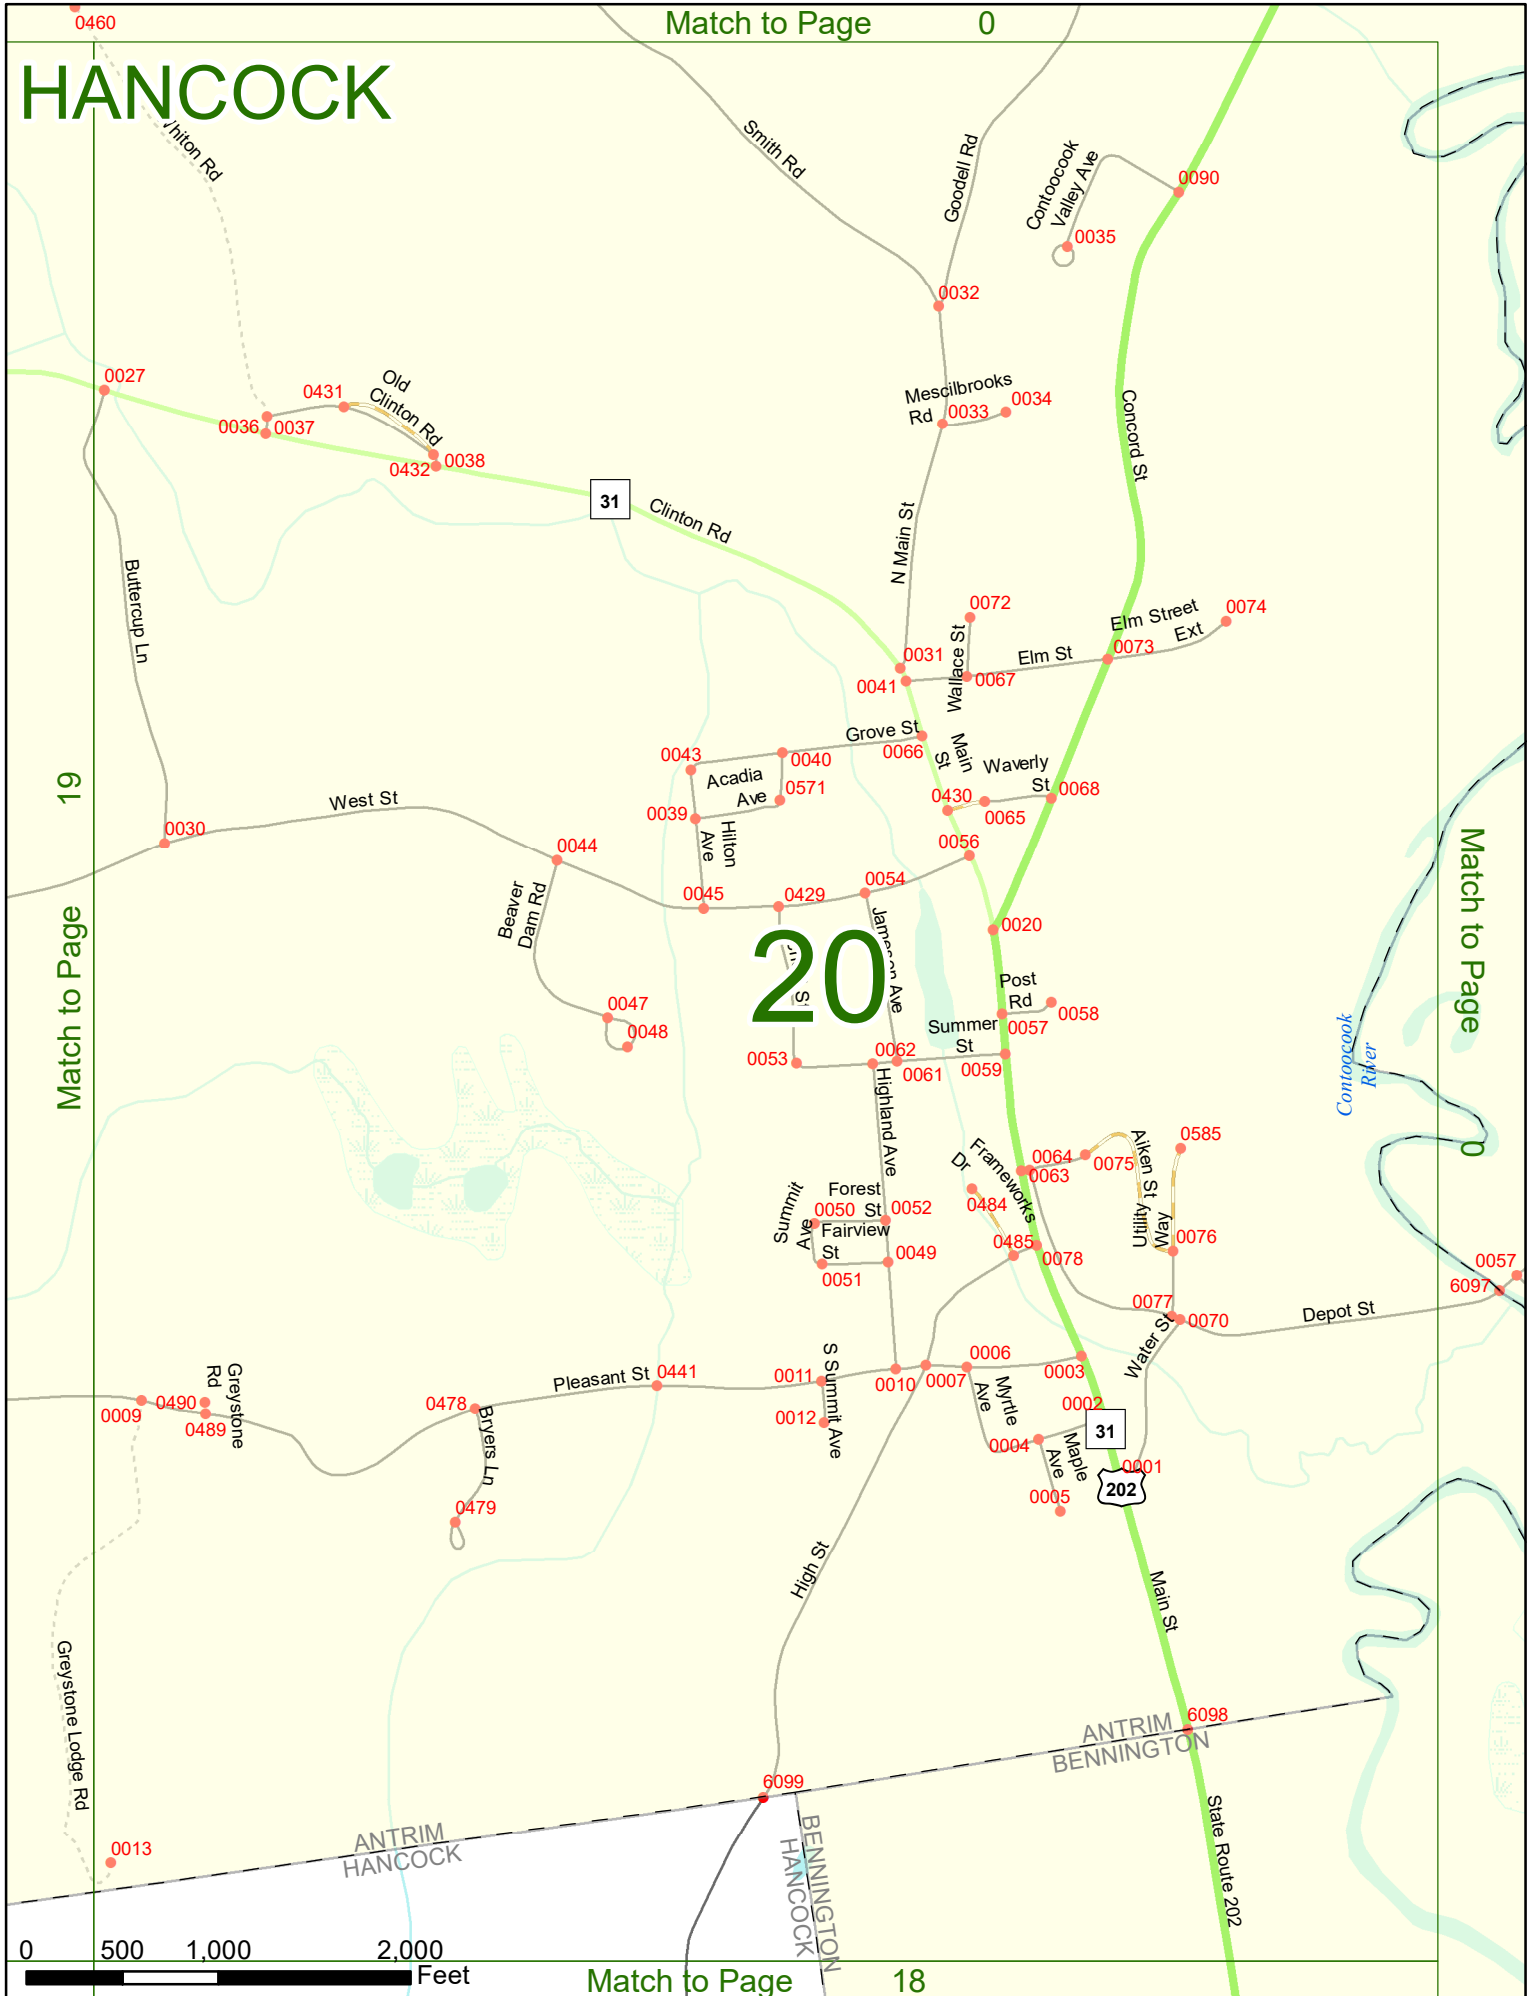 Match to Page 0
0460
HANCOCK
Whiton Rd
Smith Rd
Goodell Rd
Contoocook
Valley Ave
0090
0035
0032
0027
0431
Old
Clinton Rd
Mescilbrooks
Rd
0033
0034
0036
0037
0432
0038
31
Clinton Rd
Concord St
N Main St
Buttercup Ln
0072
Wallace St
Elm St
Elm Street
Ext
0074
0073
0031
0041
0067
Grove St
0066
Main
St
0043
0040
Acadia
Ave
0571
0039
Hilton
Ave
Waverly
St
0068
0430
0065
19
Match to Page
West St
0030
0044
0056
Beaver
Dam Rd
0045
0429
0054
Jameson Ave
St
20
0020
Match to Page
0
Post
Rd
0058
0057
0047
0048
Summer
St
0059
0053
0062
0061
Highland Ave
Contoocook
River
Frameworks
Dr
0064
0063
0075
Aiken St
Utility
Way
0585
0076
Summit
Ave
Forest
St
0050
0052
Fairview
St
0051
0049
0484
0485
0078
0077
0070
Water St
Depot St
0057
6097
Greystone
Rd
0009
0490
0489
0478
Bryers Ln
Pleasant St
0441
0011
S Summit Ave
0012
0010
0007
0006
0003
Myrtle
Ave
0002
31
0004
Maple
Ave
0001
202
0005
0479
High St
Main St
Greystone Lodge Rd
6098
ANTRIM
BENNINGTON
6099
State Route 202
0013
ANTRIM
HANCOCK
BENNINGTON
HANCOCK
0 500 1,000 2,000
Feet
Match to Page 18